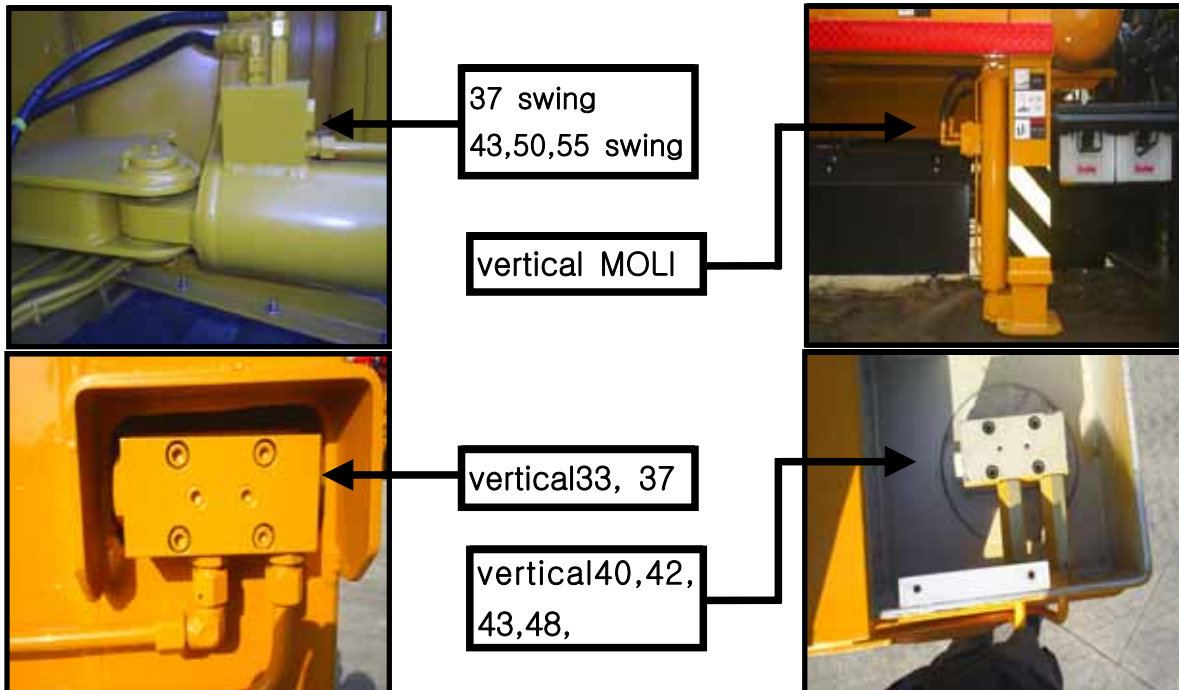 37 swing
43,50,55 swing
vertical MOLI
vertical33, 37
vertical40,42,
43,48,